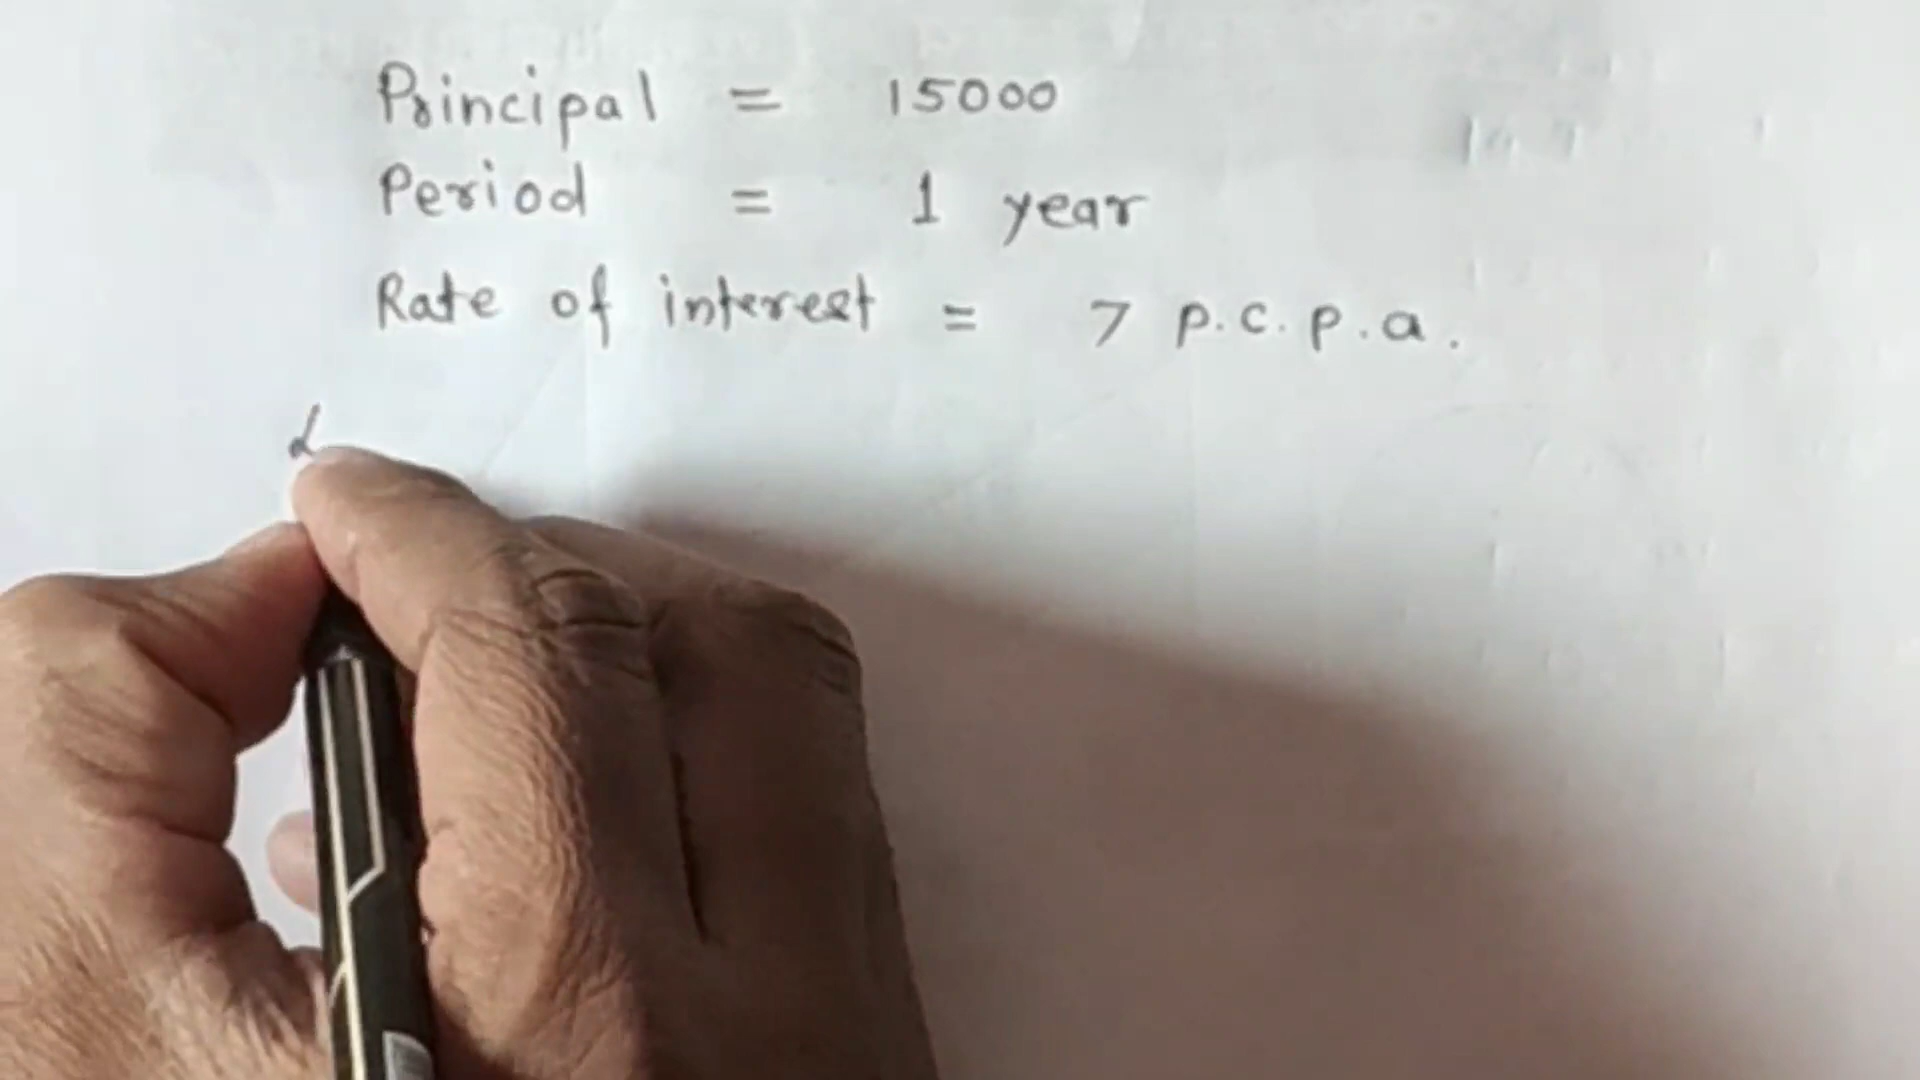 Principal = 15000
Period = 1 year
Rate of interest = 7 p.c.p.a.